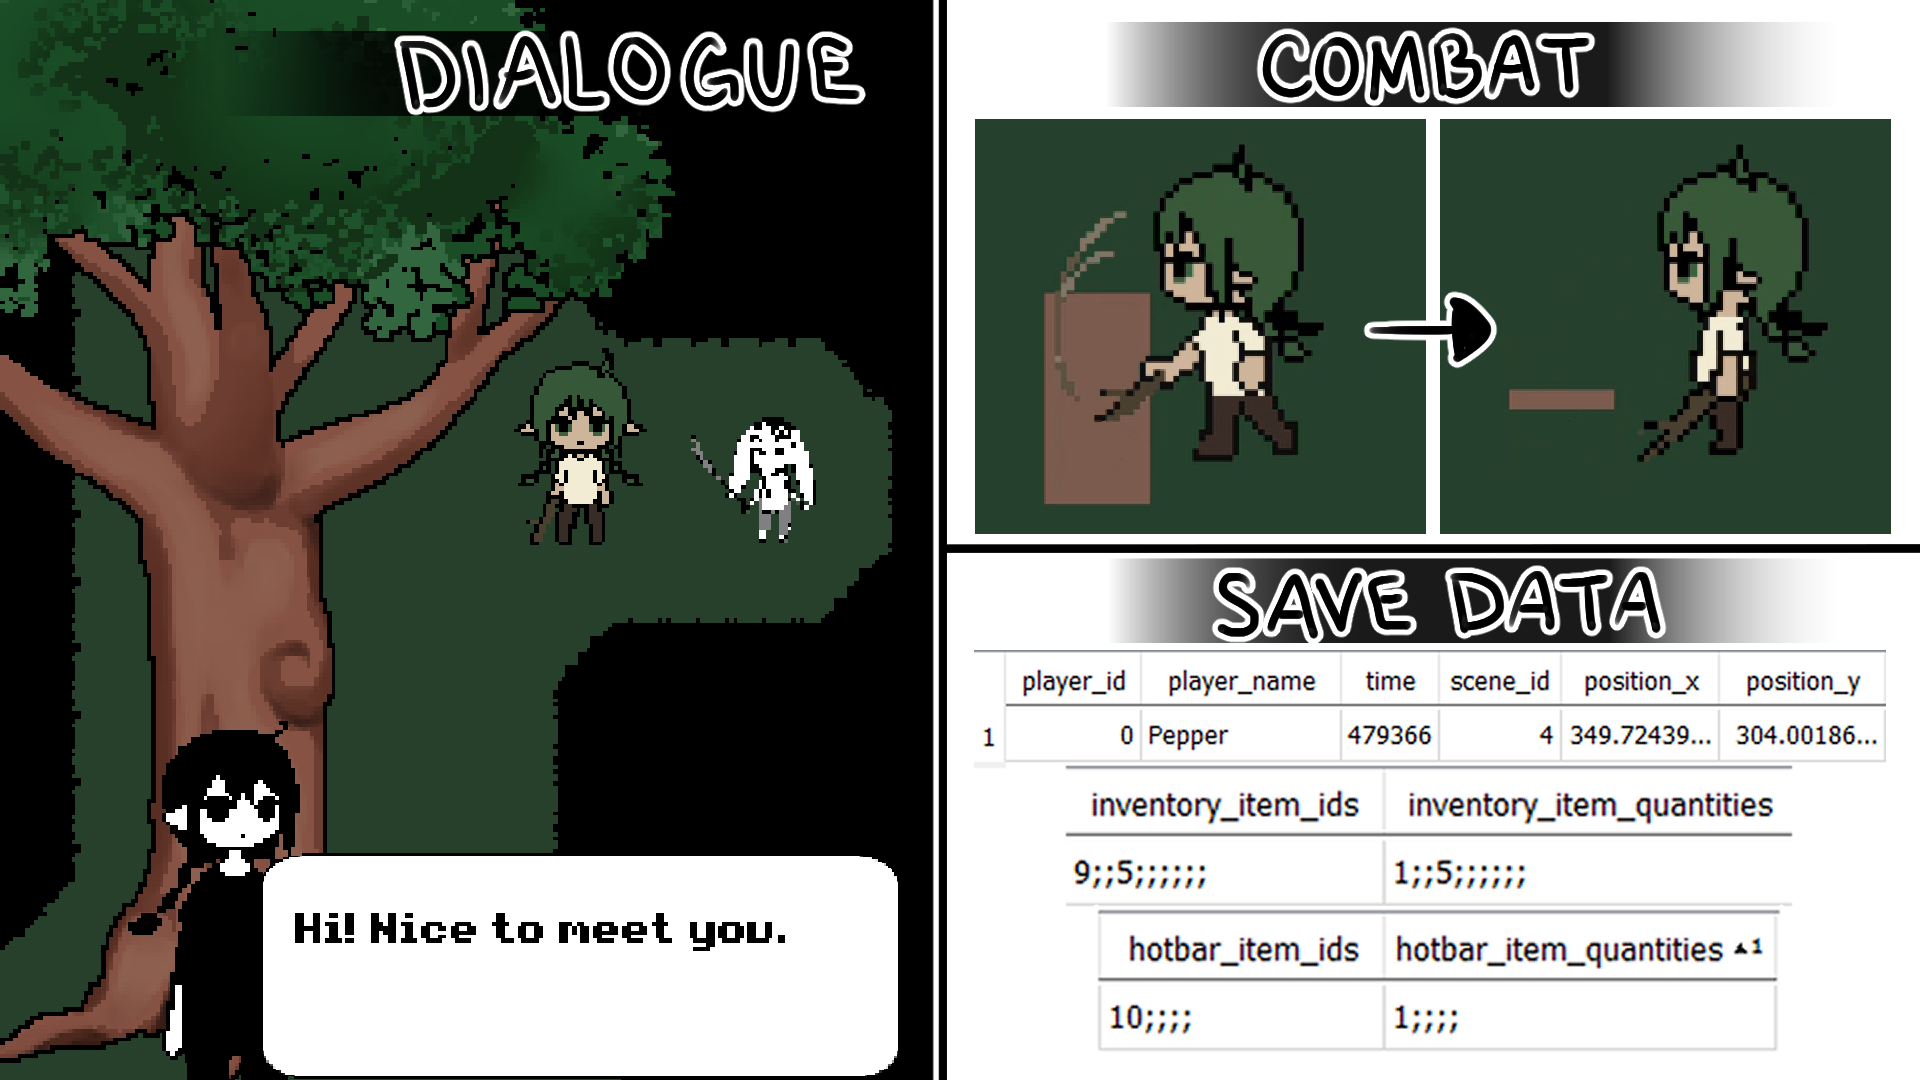 DIALOGUE
Hi! Nice to meet you.
COMBAT
SAVE DATA
player_id player_name time scene_id position_x position_y
1 0 Pepper 479366 4 349.72439... 304.00186...
inventory_item_ids inventory_item_quantities
9;;5;;;;;; 1;;5;;;;;;
hotbar_item_ids hotbar_item_quantities ▲1
10;;;; 1;;;;